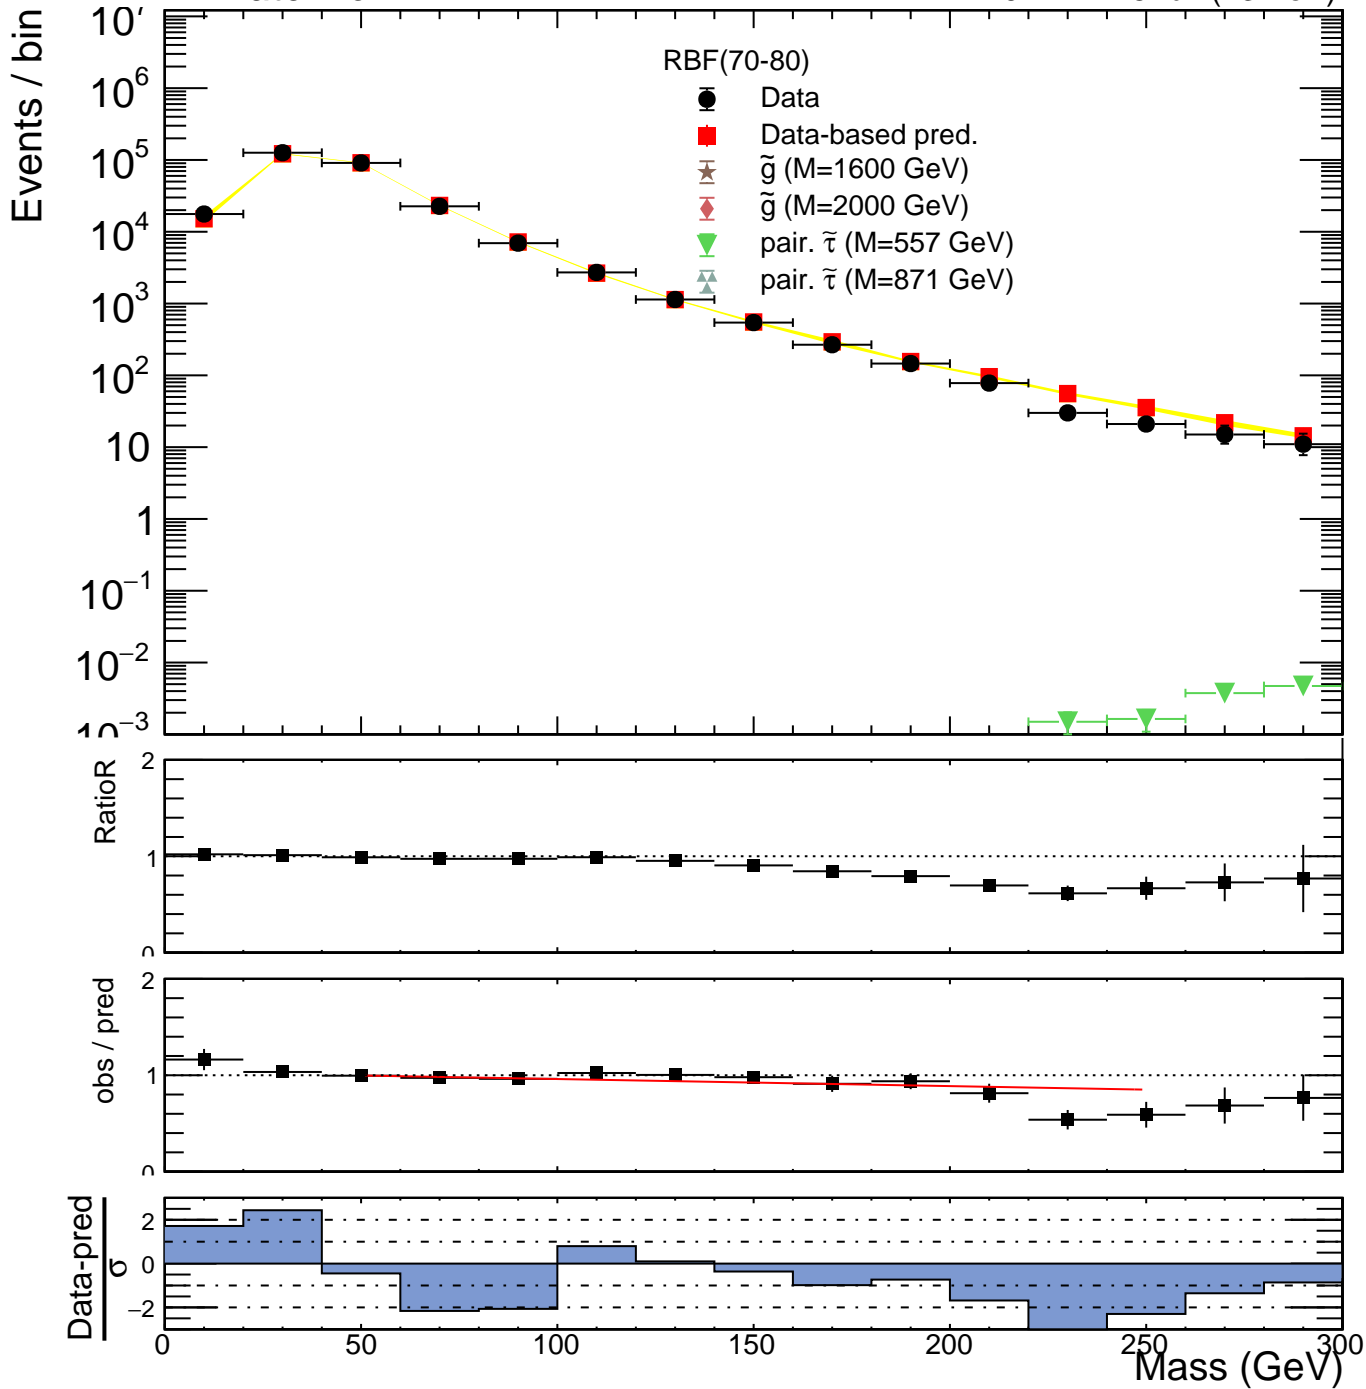 Events / bin
RBF(70-80)
Data
Data-based pred.
g̃ (M=1600 GeV)
g̃ (M=2000 GeV)
pair. τ̃ (M=557 GeV)
pair. τ̃ (M=871 GeV)
10⁷
10⁶
10⁵
10⁴
10³
10²
10
1
10⁻¹
10⁻²
10⁻³
RatioR
2
1
0
obs / pred
2
1
0
Data-pred
σ
2
0
−2
0 50 100 150 200 250 300
Mass (GeV)